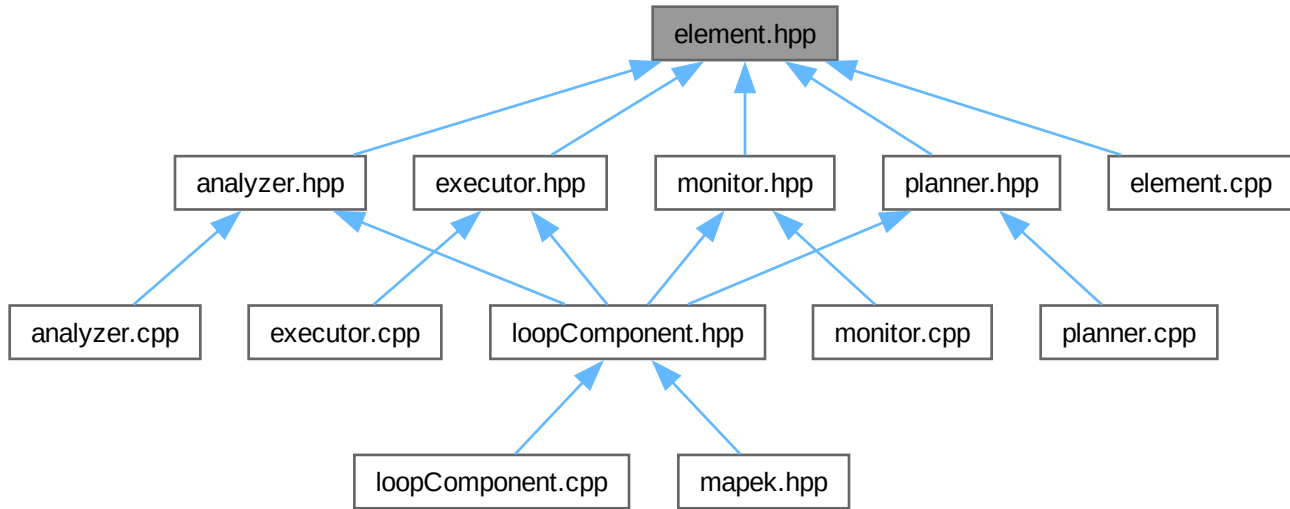 element.hpp
analyzer.hpp
executor.hpp
monitor.hpp
planner.hpp
element.cpp
analyzer.cpp
executor.cpp
loopComponent.hpp
monitor.cpp
planner.cpp
loopComponent.cpp
mapek.hpp